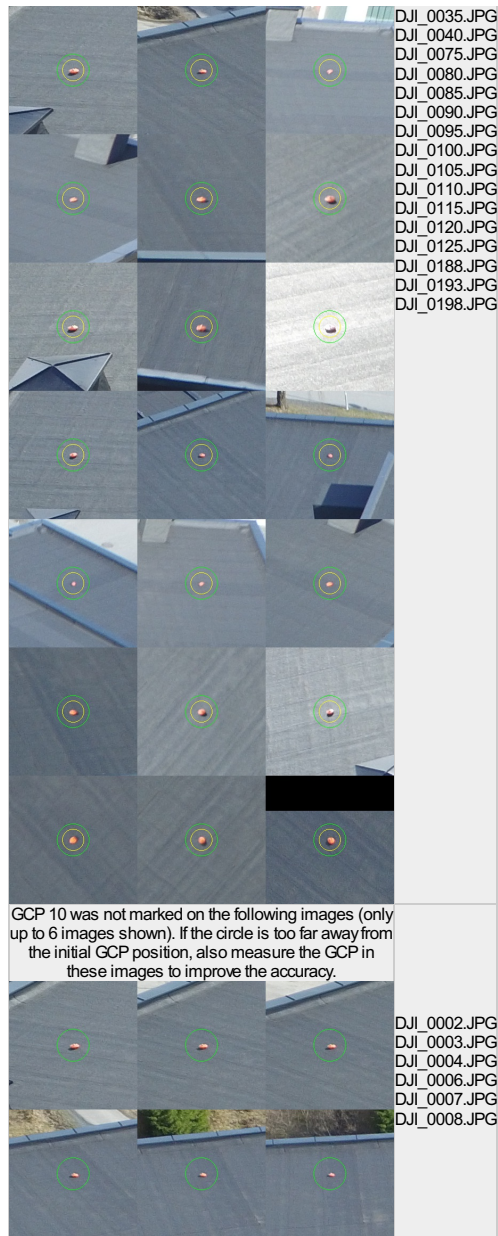 DJI_0035.JPG
DJI_0040.JPG
DJI_0075.JPG
DJI_0080.JPG
DJI_0085.JPG
DJI_0090.JPG
DJI_0095.JPG
DJI_0100.JPG
DJI_0105.JPG
DJI_0110.JPG
DJI_0115.JPG
DJI_0120.JPG
DJI_0125.JPG
DJI_0188.JPG
DJI_0193.JPG
DJI_0198.JPG
GCP 10 was not marked on the following images (only
up to 6 images shown). If the circle is too far away from
the initial GCP position, also measure the GCP in
these images to improve the accuracy.
DJI_0002.JPG
DJI_0003.JPG
DJI_0004.JPG
DJI_0006.JPG
DJI_0007.JPG
DJI_0008.JPG